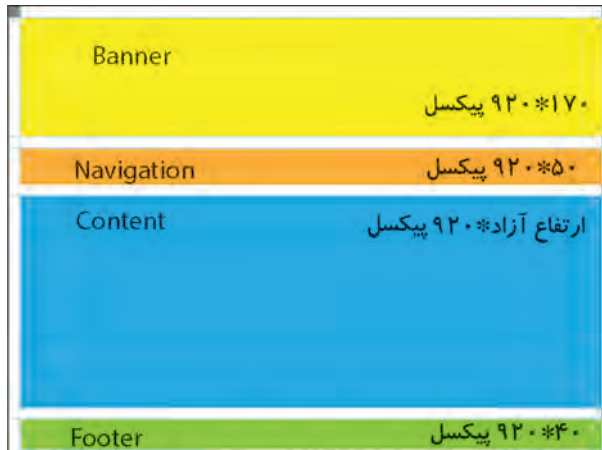 Banner
۱۷۰*۹۲۰ پیکسل
Navigation
۵۰*۹۲۰ پیکسل
Content
ارتفاع آزاد*۹۲۰ پیکسل
Footer
۴۰*۹۲۰ پیکسل